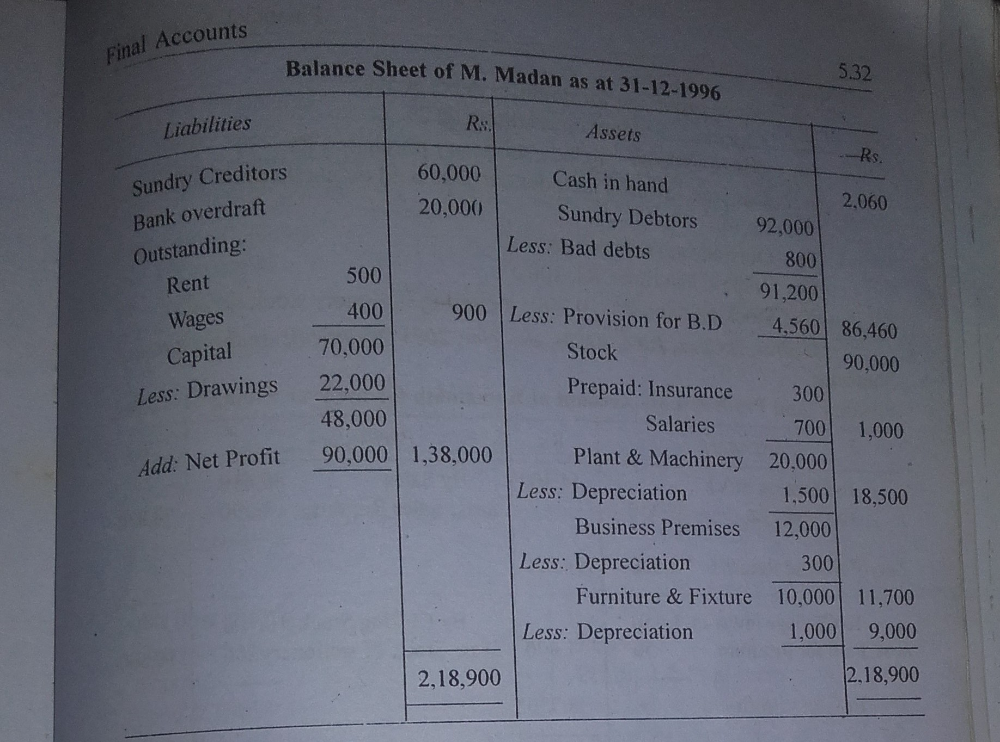 Final Accounts 5.32
Balance Sheet of M. Madan as at 31-12-1996
Liabilities Rs. Assets Rs.
Sundry Creditors 60,000 Cash in hand 2,060
Bank overdraft 20,000 Sundry Debtors 92,000
Outstanding: Less: Bad debts 800
Rent 500 91,200
Wages 400 900 Less: Provision for B.D 4,560 86,460
Capital 70,000 Stock 90,000
Less: Drawings 22,000 Prepaid: Insurance 300
48,000 Salaries 700 1,000
Add: Net Profit 90,000 1,38,000 Plant & Machinery 20,000
Less: Depreciation 1,500 18,500
Business Premises 12,000
Less: Depreciation 300
Furniture & Fixture 10,000 11,700
Less: Depreciation 1,000 9,000
2,18,900 2,18,900